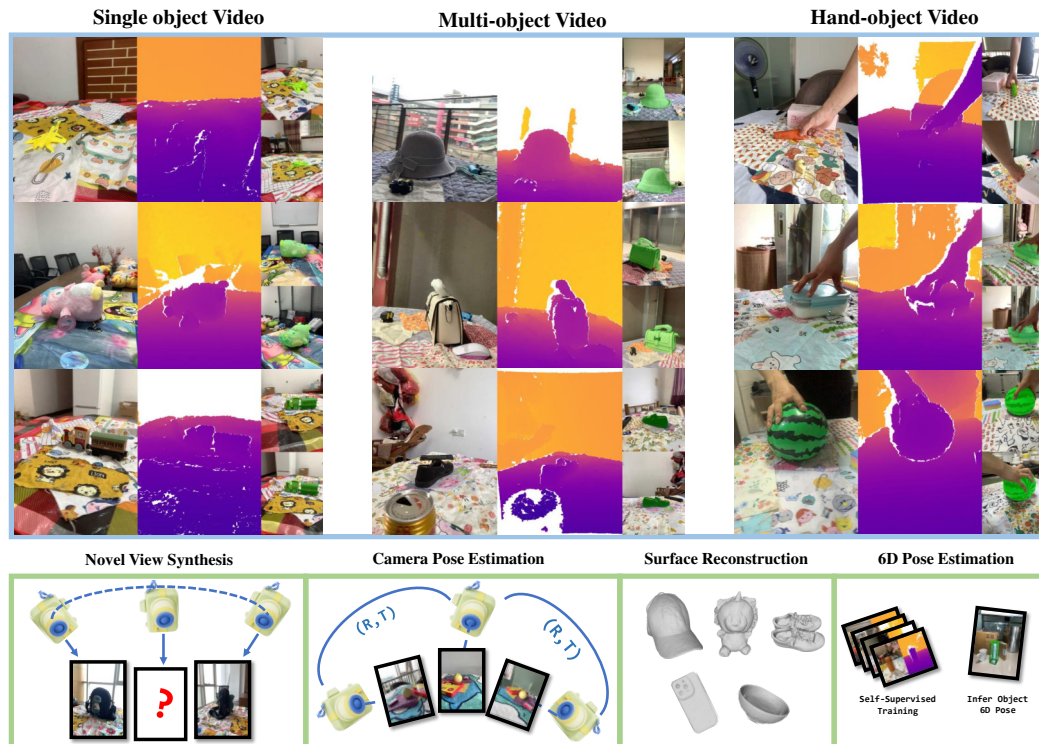 Single object Video
Multi-object Video
Hand-object Video
Novel View Synthesis
Camera Pose Estimation
Surface Reconstruction
6D Pose Estimation
?
(R,T)
(R,T)
Self-Supervised
Training
Infer Object
6D Pose